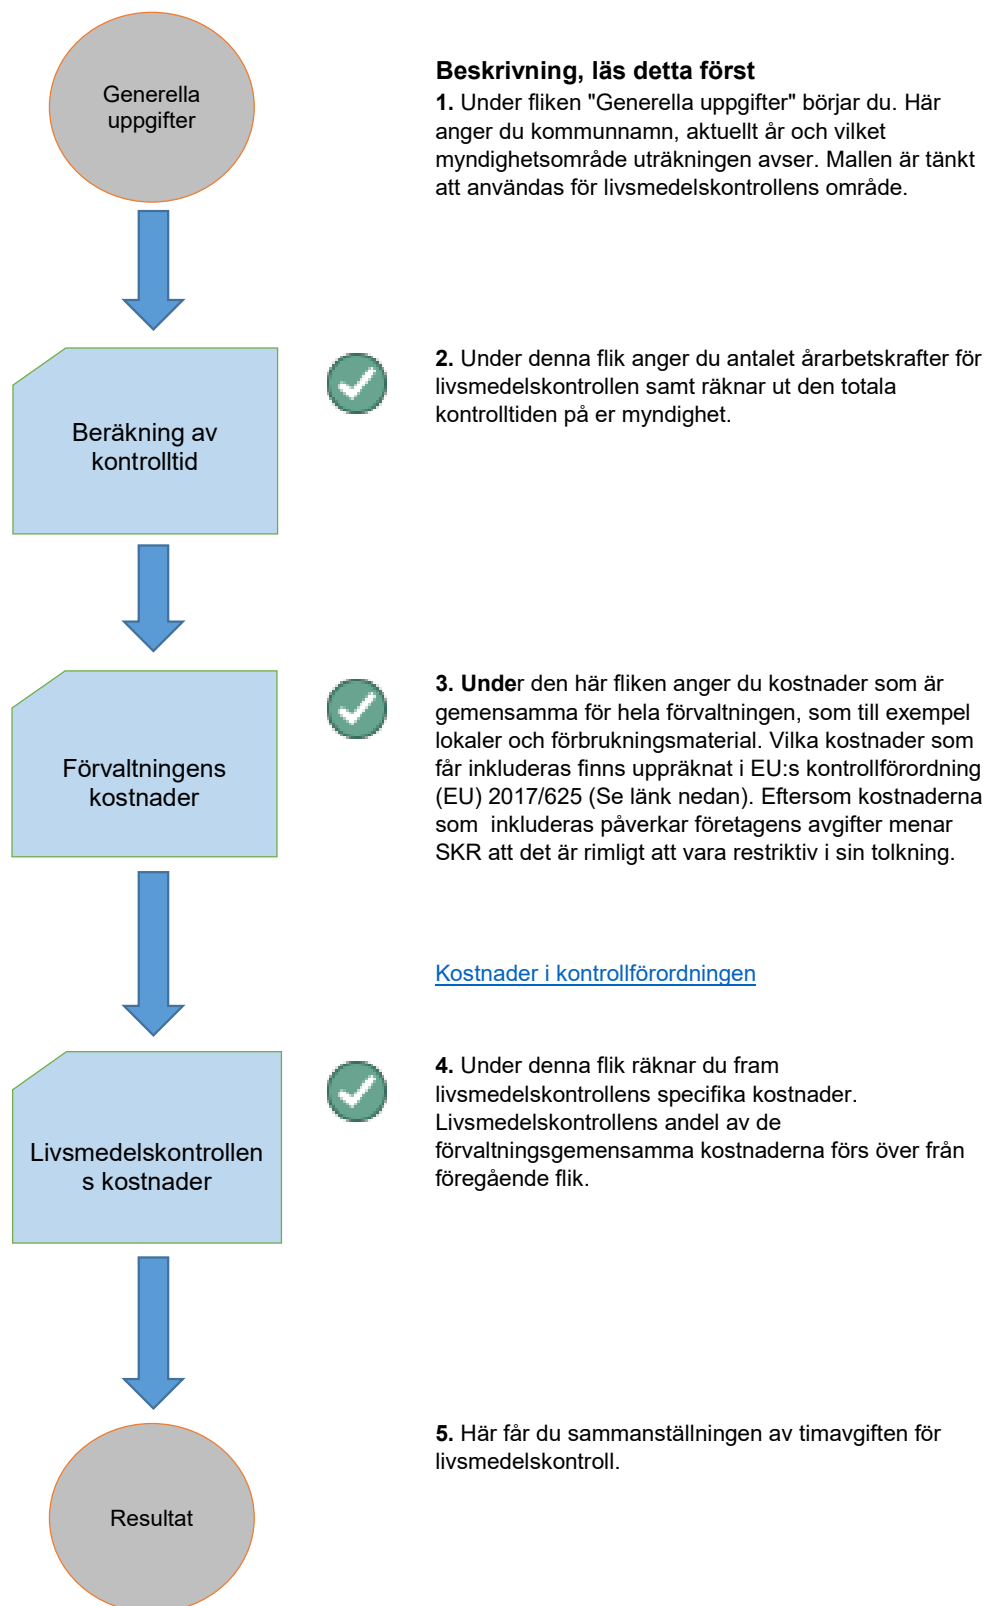 Generella
uppgifter
Beskrivning, läs detta först
1. Under fliken "Generella uppgifter" börjar du. Här
anger du kommunnamn, aktuellt år och vilket
myndighetsområde uträkningen avser. Mallen är tänkt
att användas för livsmedelskontrollens område.
Beräkning av
kontrolltid
2. Under denna flik anger du antalet årarbetskrafter för
livsmedelskontrollen samt räknar ut den totala
kontrolltiden på er myndighet.
Förvaltningens
kostnader
3. Under den här fliken anger du kostnader som är
gemensamma för hela förvaltningen, som till exempel
lokaler och förbrukningsmaterial. Vilka kostnader som
får inkluderas finns uppräknat i EU:s kontrollförordning
(EU) 2017/625 (Se länk nedan). Eftersom kostnaderna
som  inkluderas påverkar företagens avgifter menar
SKR att det är rimligt att vara restriktiv i sin tolkning.
Kostnader i kontrollförordningen
Livsmedelskontrollen
s kostnader
4. Under denna flik räknar du fram
livsmedelskontrollens specifika kostnader.
Livsmedelskontrollens andel av de
förvaltningsgemensamma kostnaderna förs över från
föregående flik.
Resultat
5. Här får du sammanställningen av timavgiften för
livsmedelskontroll.